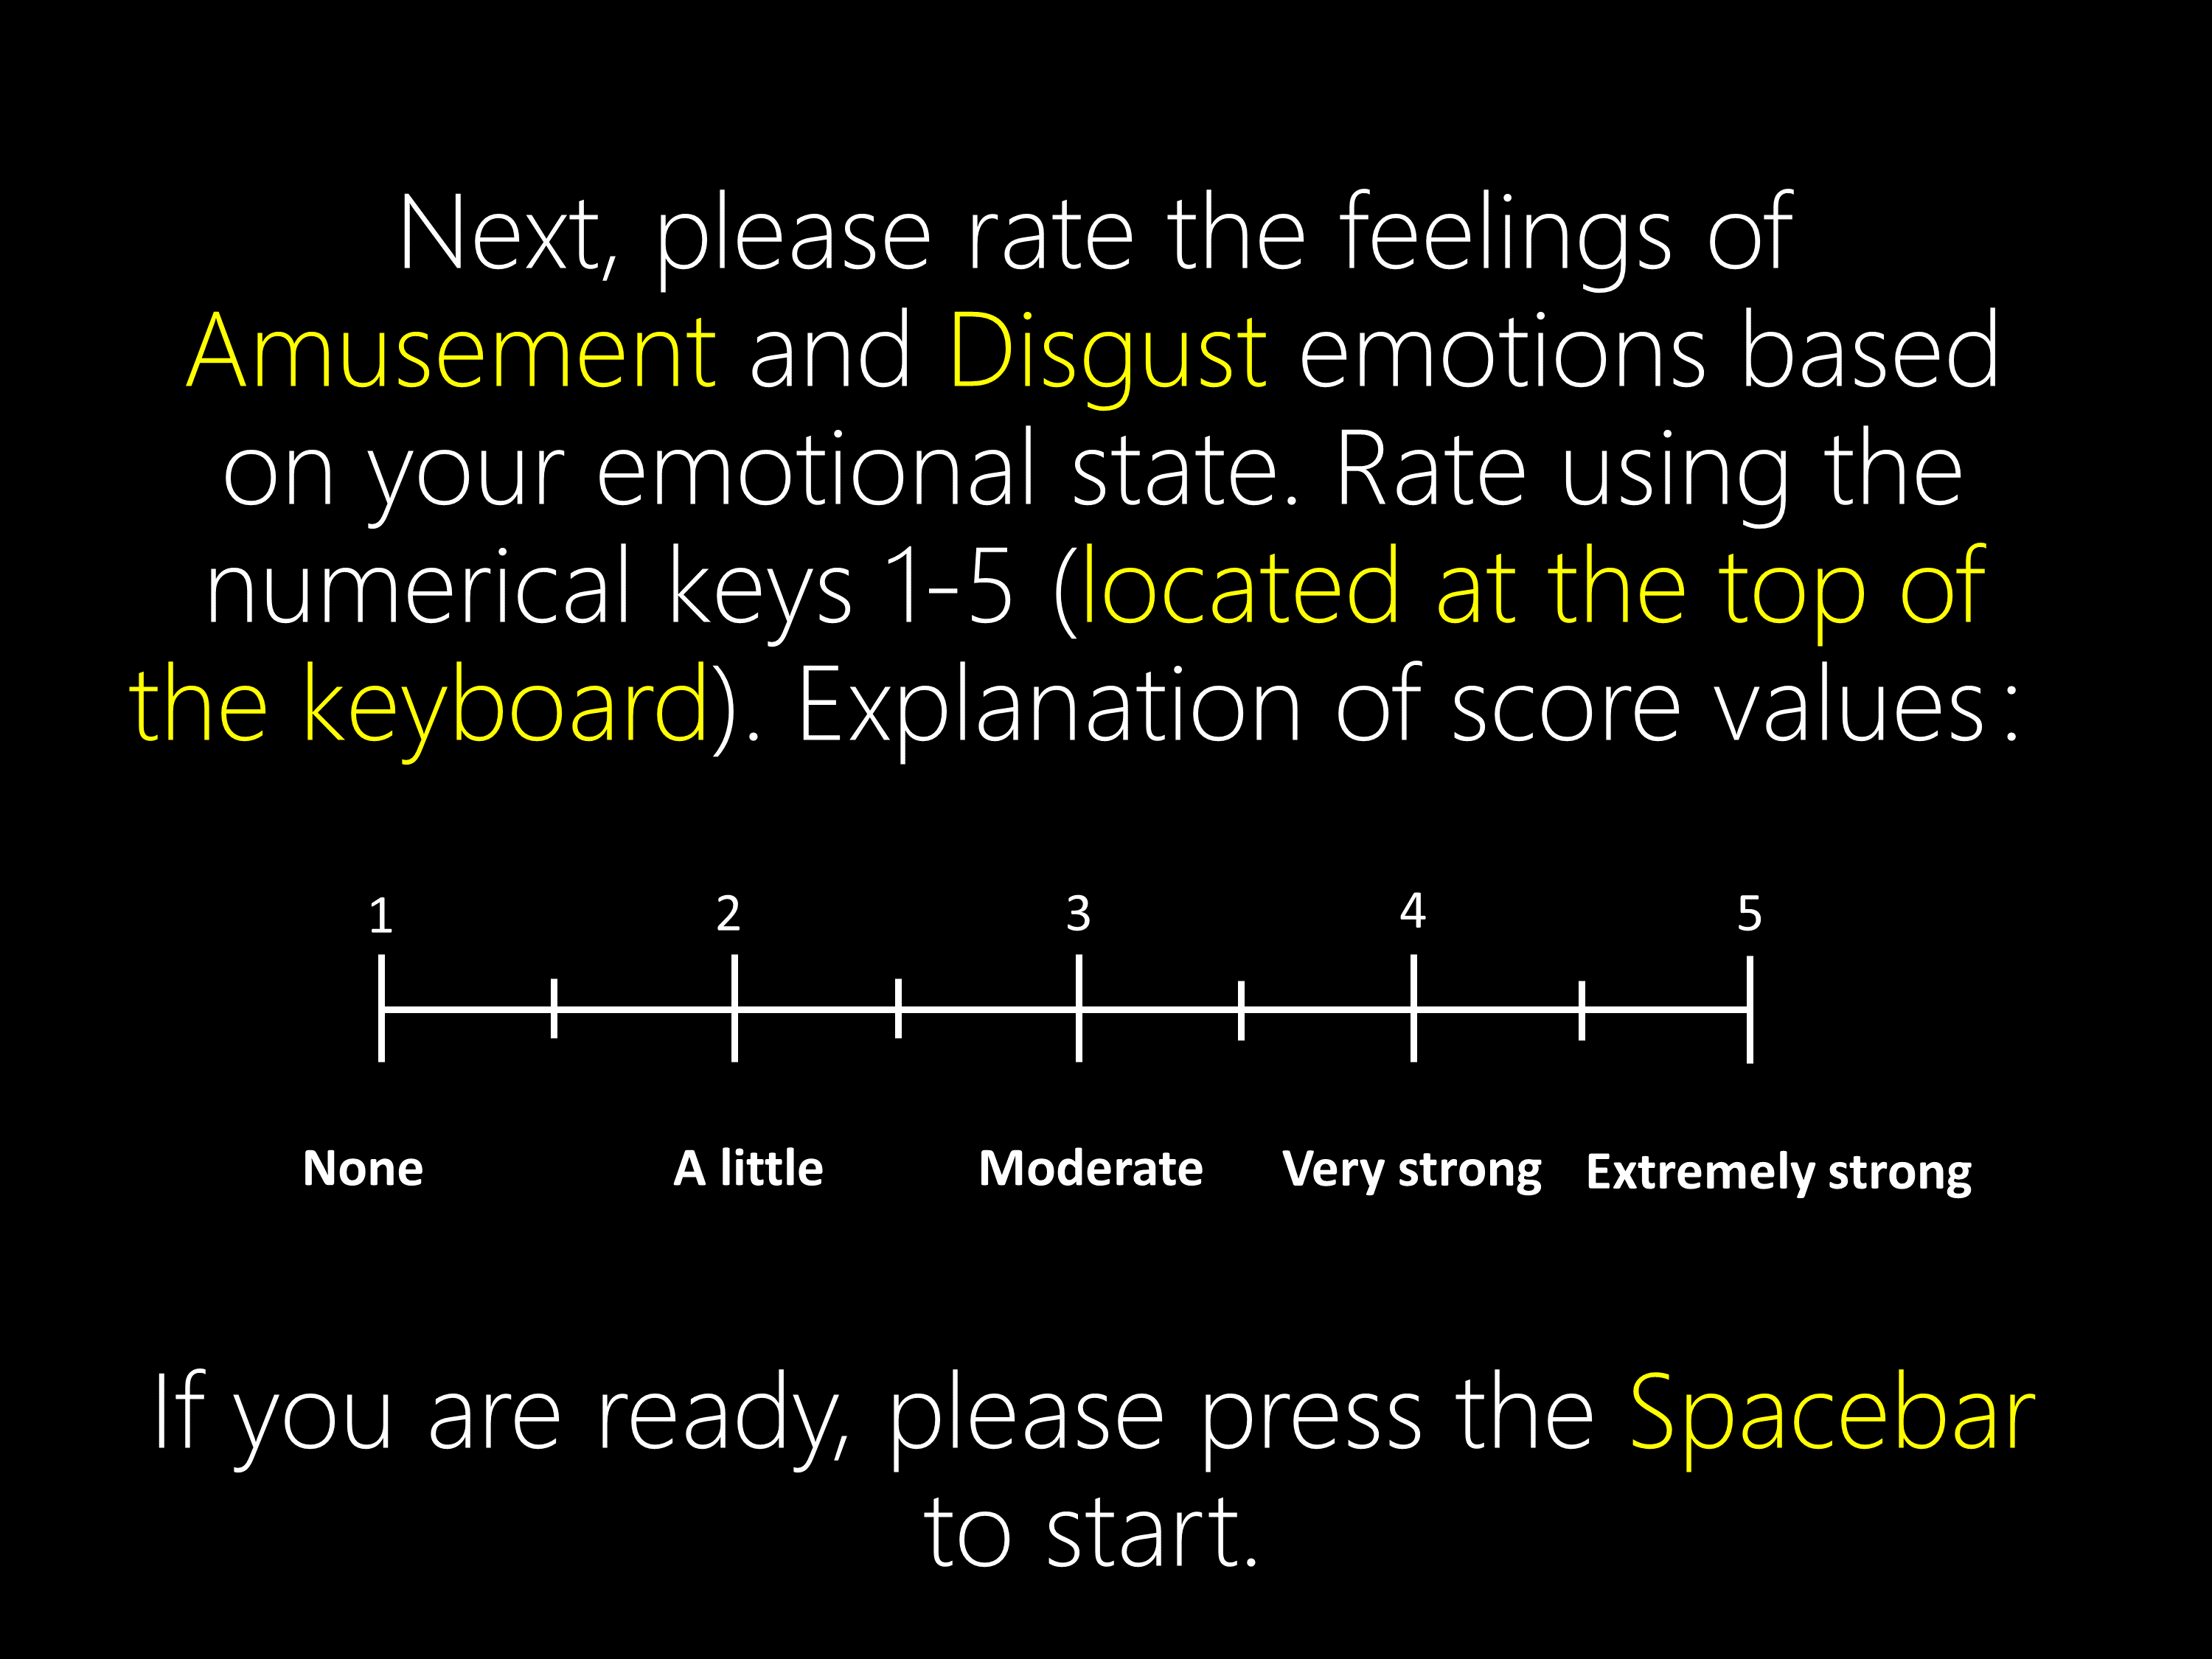 Next, please rate the feelings of
Amusement and Disgust emotions based
on your emotional state. Rate using the
numerical keys 1-5 (located at the top of
the keyboard). Explanation of score values:
1 2 3 4 5
None A little Moderate Very strong Extremely strong
If you are ready, please press the Spacebar
to start.